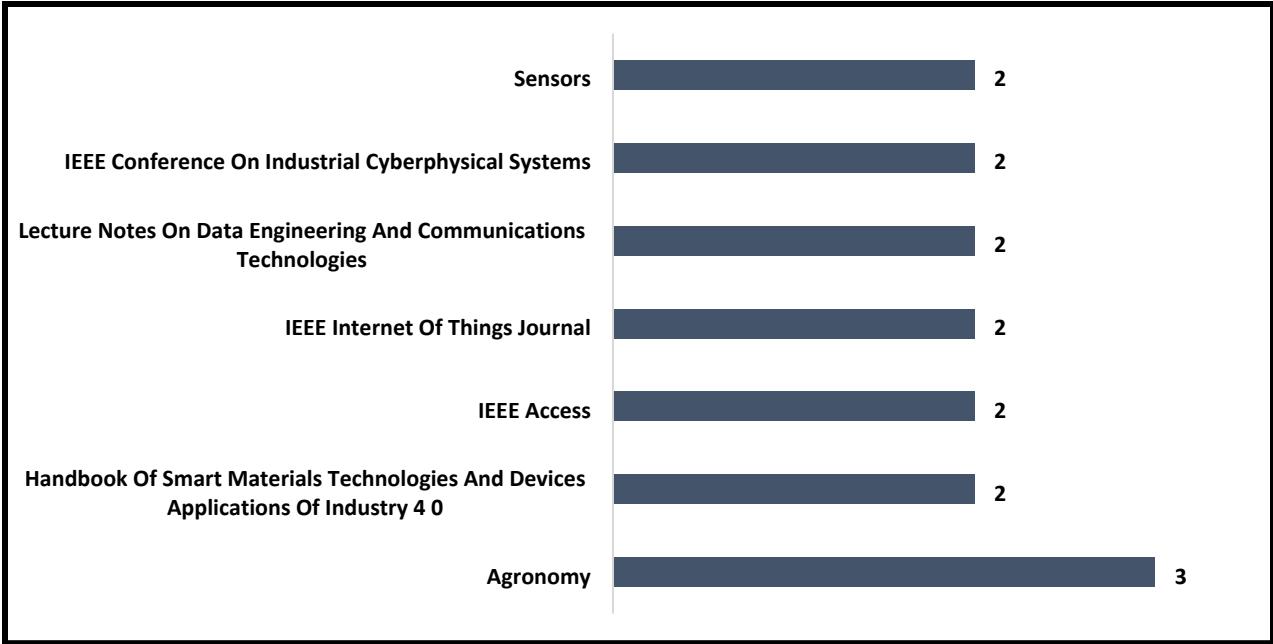 Sensors 2
IEEE Conference On Industrial Cyberphysical Systems 2
Lecture Notes On Data Engineering And Communications
Technologies 2
IEEE Internet Of Things Journal 2
IEEE Access 2
Handbook Of Smart Materials Technologies And Devices
Applications Of Industry 4 0 2
Agronomy 3